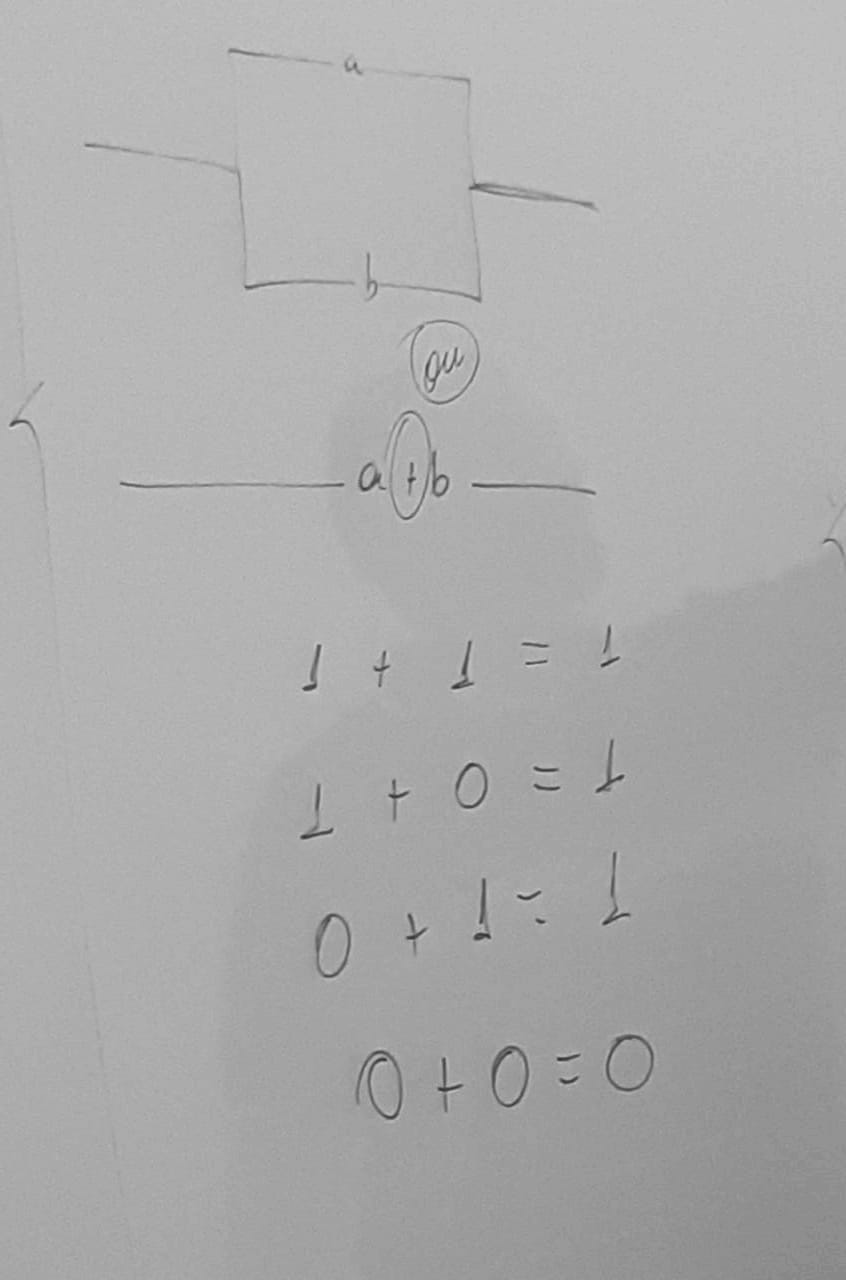 a
b
ou
a + b
1 + 1 = 1
1 + 0 = 1
0 + 1 = 1
0 + 0 = 0